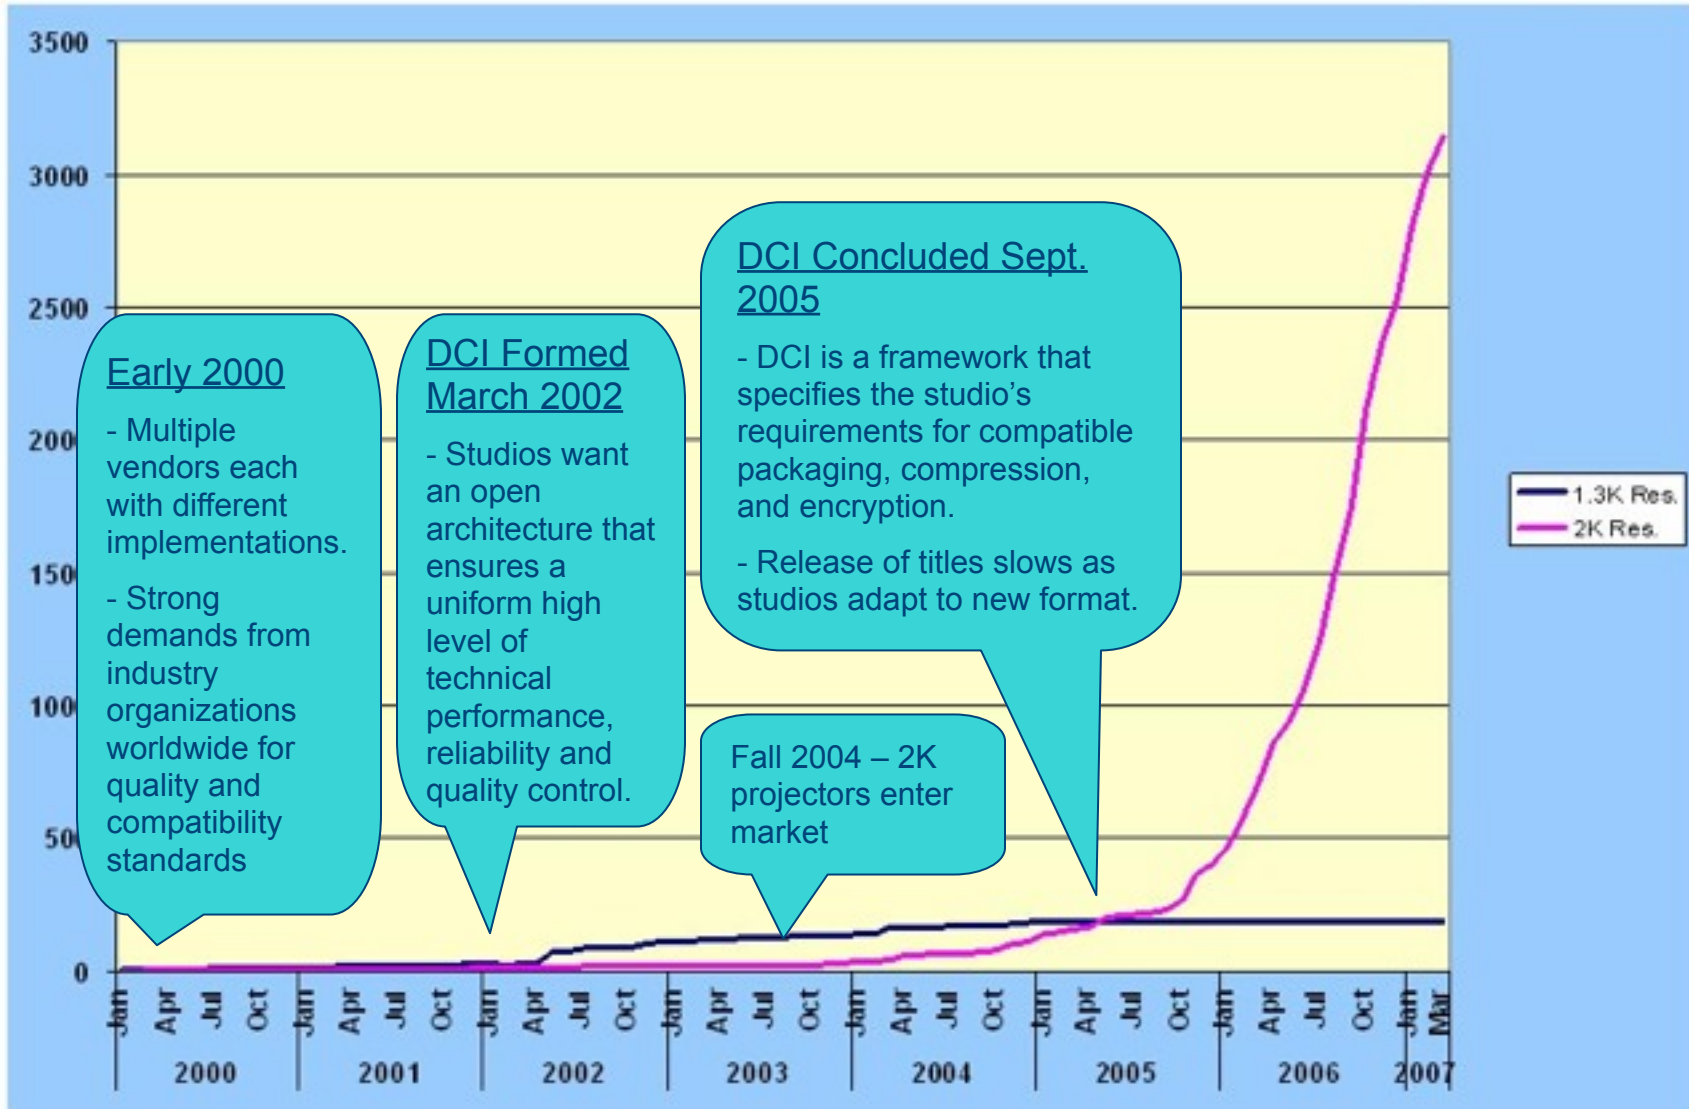 3500
3000
2500
200
150
100
50
0
Early 2000
- Multiple
vendors each
with different
implementations.
- Strong
demands from
industry
organizations
worldwide for
quality and
compatibility
standards
DCI Formed
March 2002
- Studios want
an open
architecture that
ensures a
uniform high
level of
technical
performance,
reliability and
quality control.
DCI Concluded Sept.
2005
- DCI is a framework that
specifies the studio’s
requirements for compatible
packaging, compression,
and encryption.
- Release of titles slows as
studios adapt to new format.
Fall 2004 – 2K
projectors enter
market
1.3K Res.
2K Res.
Jan Apr Jul Oct Jan Apr Jul Oct Jan Apr Jul Oct Jan Apr Jul Oct Jan Apr Jul Oct Jan Apr Jul Oct Jan Apr Jul Oct Jan Mar
2000 2001 2002 2003 2004 2005 2006 2007